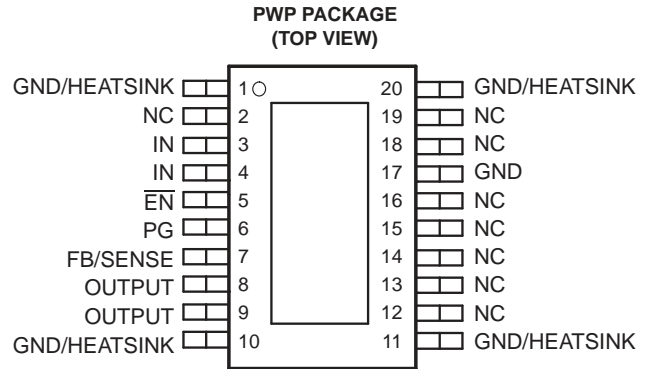 PWP PACKAGE
(TOP VIEW)
GND/HEATSINK 1 20 GND/HEATSINK
NC 2 19 NC
IN 3 18 NC
IN 4 17 GND
E̅N̅ 5 16 NC
PG 6 15 NC
FB/SENSE 7 14 NC
OUTPUT 8 13 NC
OUTPUT 9 12 NC
GND/HEATSINK 10 11 GND/HEATSINK